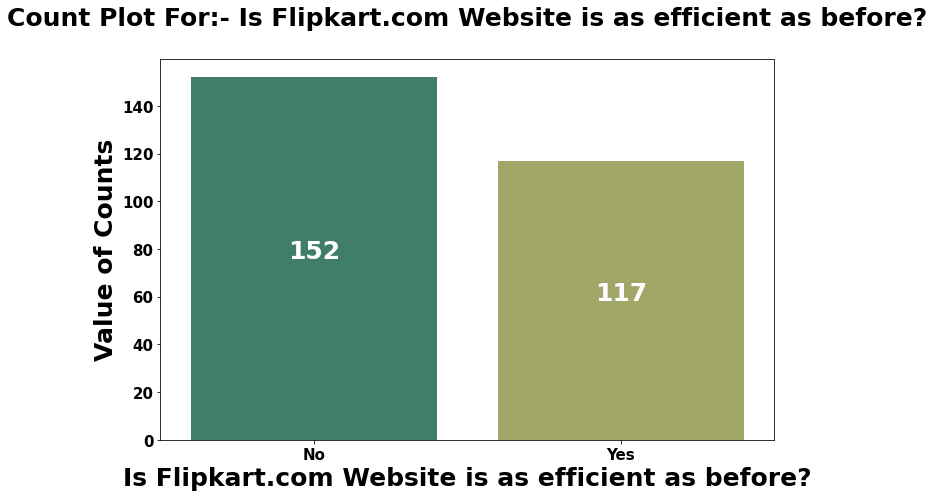 Count Plot For:- Is Flipkart.com Website is as efficient as before?
Value of Counts
140
120
100
80
60
40
20
0
152
117
No Yes
Is Flipkart.com Website is as efficient as before?